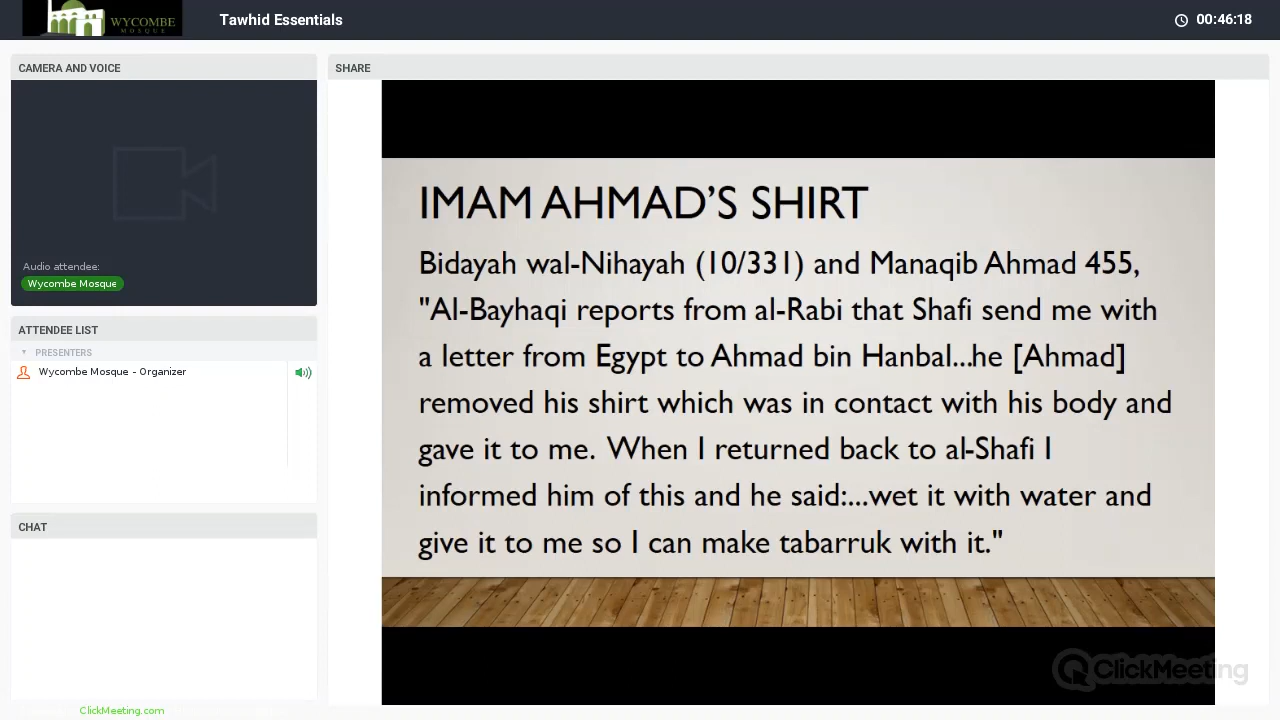 WYCOMBE
MOSQUE
Tawhid Essentials
00:46:18
CAMERA AND VOICE
Audio attendee:
Wycombe Mosque
ATTENDEE LIST
PRESENTERS
Wycombe Mosque - Organizer
CHAT
ClickMeeting.com
SHARE
IMAM AHMAD'S SHIRT
Bidayah wal-Nihayah (10/331) and Manaqib Ahmad 455,
"Al-Bayhaqi reports from al-Rabi that Shafi send me with
a letter from Egypt to Ahmad bin Hanbal...he [Ahmad]
removed his shirt which was in contact with his body and
gave it to me. When I returned back to al-Shafi I
informed him of this and he said:...wet it with water and
give it to me so I can make tabarruk with it."
ClickMeeting